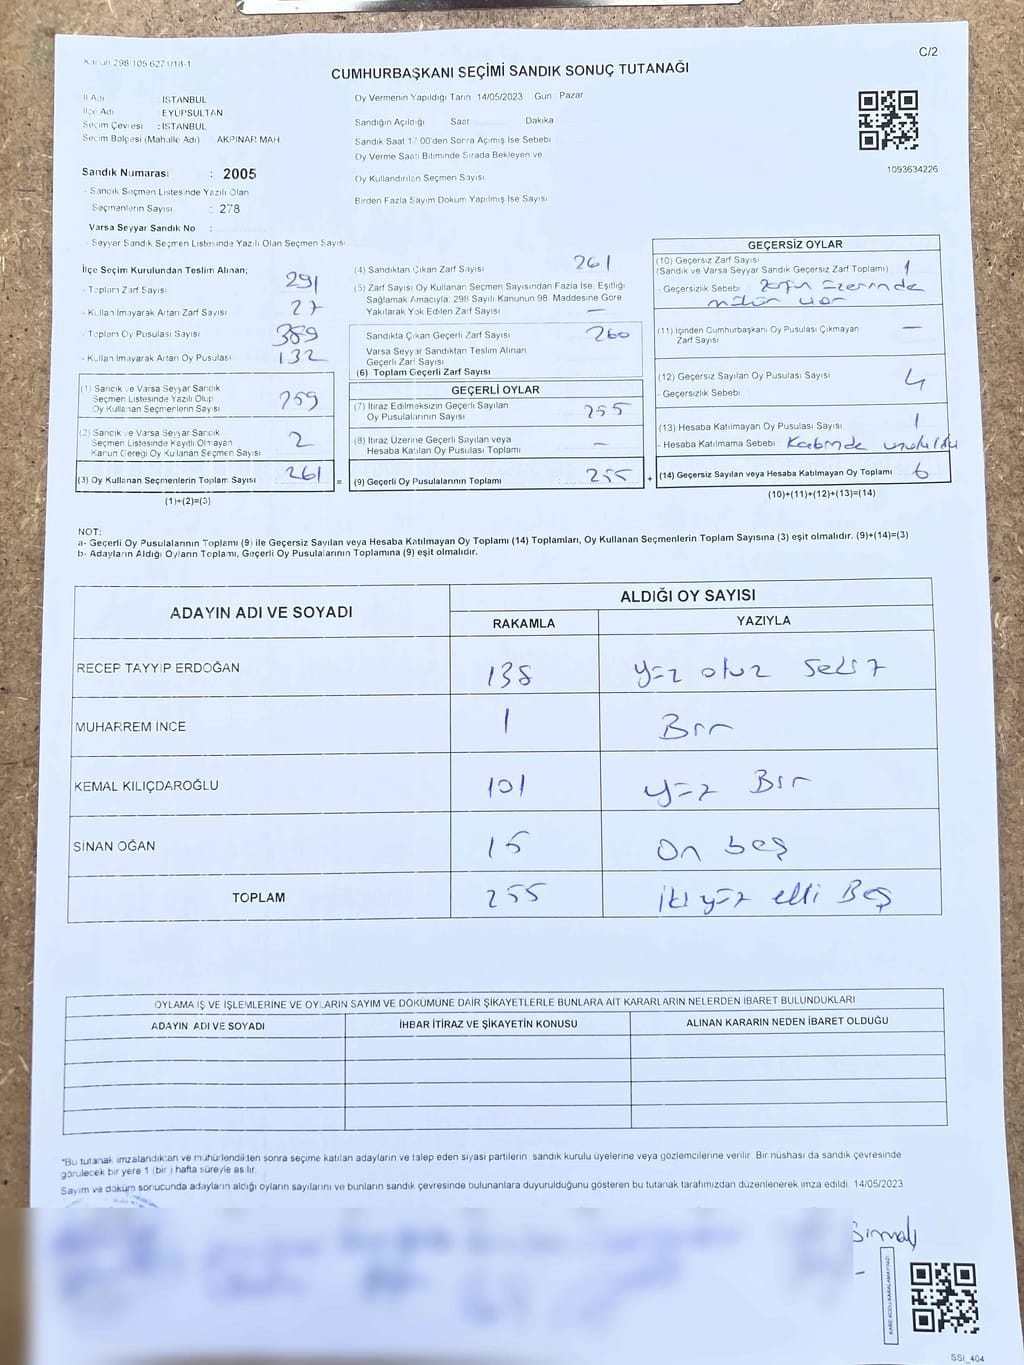 C/2
Kanun 298/105 6271/18-1
CUMHURBAŞKANI SEÇİMİ SANDIK SONUÇ TUTANAĞI
İl Adı İSTANBUL
İlçe Adı EYÜPSULTAN
Seçim Çevresi : İSTANBUL
Seçim Bölgesi (Mahalle Adı) AKPINAR MAH.
Oy Vermenin Yapıldığı Tarih 14/05/2023 Gün Pazar
Sandığın Açıldığı Saat Dakika
Sandık Saat 17:00'den Sonra Açımış İse Sebebi
Oy Verme Saati Bitiminde Sırada Bekleyen ve
Oy Kullandırılan Seçmen Sayısı
Birden Fazla Sayım Döküm Yapılmış İse Sayısı
1093634226
Sandık Numarası : 2005
- Sandık Seçmen Listesinde Yazılı Olan
Seçmenlerin Sayısı : 278
Varsa Seyyar Sandık No :
- Seyyar Sandık Seçmen Listesinde Yazılı Olan Seçmen Sayısı
İlçe Seçim Kurulundan Teslim Alınan;
- Toplam Zarf Sayısı 291
- Kullanılmayarak Artan Zarf Sayısı 27
- Toplam Oy Pusulası Sayısı 389
- Kullanılmayarak Artan Oy Pusulası 132
(1) Sandık ve Varsa Seyyar Sandık
Seçmen Listesinde Yazılı Olup
Oy Kullanan Seçmenlerin Sayısı 259
(2) Sandık ve Varsa Seyyar Sandık
Seçmen Listesinde Kayıtlı Olmayan
Kanun Gereği Oy Kullanan Seçmen Sayısı 2
(3) Oy Kullanan Seçmenlerin Toplam Sayısı 261
(1)+(2)=(3)
(4) Sandıktan Çıkan Zarf Sayısı 261
(5) Zarf Sayısı Oy Kullanan Seçmen Sayısından Fazla İse, Eşitliği
Sağlamak Amacıyla; 298 Sayılı Kanunun 98. Maddesine Göre
Yakılarak Yok Edilen Zarf Sayısı —
Sandıkta Çıkan Geçerli Zarf Sayısı 260
Varsa Seyyar Sandıktan Teslim Alınan
Geçerli Zarf Sayısı
(6) Toplam Geçerli Zarf Sayısı
GEÇERLİ OYLAR
(7) İtiraz Edilmeksizin Geçerli Sayılan
Oy Pusulalarının Sayısı 255
(8) İtiraz Üzerine Geçerli Sayılan veya
Hesaba Katılan Oy Pusulası Toplamı —
= (9) Geçerli Oy Pusulalarının Toplamı 255 +
GEÇERSİZ OYLAR
(10) Geçersiz Zarf Sayısı
(Sandık ve Varsa Seyyar Sandık Geçersiz Zarf Toplamı) 1
- Geçersizlik Sebebi zarfın üzerinde
mühür var
(11) İçinden Cumhurbaşkanı Oy Pusulası Çıkmayan
Zarf Sayısı —
(12) Geçersiz Sayılan Oy Pusulası Sayısı 4
- Geçersizlik Sebebi:
(13) Hesaba Katılmayan Oy Pusulası Sayısı 1
- Hesaba Katılmama Sebebi Kabinde unutuldu
(14) Geçersiz Sayılan veya Hesaba Katılmayan Oy Toplamı 6
(10)+(11)+(12)+(13)=(14)
NOT:
a- Geçerli Oy Pusulalarının Toplamı (9) ile Geçersiz Sayılan veya Hesaba Katılmayan Oy Toplamı (14) Toplamları, Oy Kullanan Seçmenlerin Toplam Sayısına (3) eşit olmalıdır. (9)+(14)=(3)
b- Adayların Aldığı Oyların Toplamı, Geçerli Oy Pusulalarının Toplamına (9) eşit olmalıdır.
ADAYIN ADI VE SOYADI ALDIĞI OY SAYISI
RAKAMLA YAZIYLA
RECEP TAYYİP ERDOĞAN 138 yüz otuz sekiz
MUHARREM İNCE 1 Bir
KEMAL KILIÇDAROĞLU 101 yüz Bir
SİNAN OĞAN 15 On beş
TOPLAM 255 iki yüz elli Beş
OYLAMA İŞ VE İŞLEMLERİNE VE OYLARIN SAYIM VE DÖKÜMÜNE DAİR ŞİKAYETLERLE BUNLARA AİT KARARLARIN NELERDEN İBARET BULUNDUKLARI
ADAYIN ADI VE SOYADI İHBAR İTİRAZ VE ŞİKAYETİN KONUSU ALINAN KARARIN NEDEN İBARET OLDUĞU
*Bu tutanak imzalandıktan ve mühürlendikten sonra seçime katılan adayların ve talep eden siyasi partilerin sandık kurulu üyelerine veya gözlemcilerine verilir. Bir nüshası da sandık çevresinde
görülecek bir yere 1 (bir) hafta süreyle asılır.
Sayım ve döküm sonucunda adayların aldığı oyların sayılarını ve bunların sandık çevresinde bulunanlara duyurulduğunu gösteren bu tutanak tarafımızdan düzenlenerek imza edildi. 14/05/2023
KARE KODU KARALAMAYINIZ!
SSİ_404